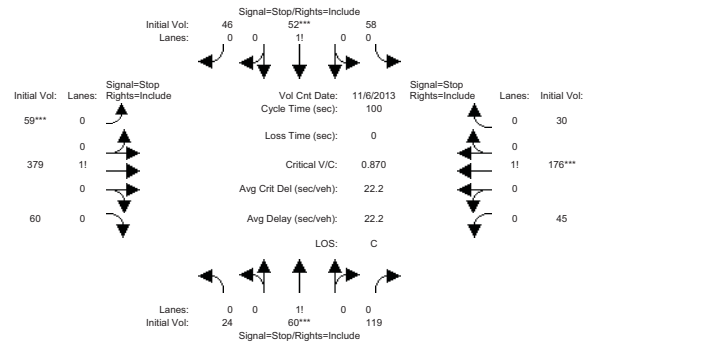 Signal=Stop/Rights=Include
Initial Vol: 46 52*** 58
Lanes: 0 0 1! 0 0
Signal=Stop
Initial Vol: Lanes: Rights=Include
Vol Cnt Date: 11/6/2013
Signal=Stop
Rights=Include Lanes: Initial Vol:
Cycle Time (sec): 100
59*** 0
0 30
Loss Time (sec): 0
0
0
379 1!
Critical V/C: 0.870
1! 176***
0
Avg Crit Del (sec/veh): 22.2
0
60 0
Avg Delay (sec/veh): 22.2
0 45
LOS: C
Lanes: 0 0 1! 0 0
Initial Vol: 24 60*** 119
Signal=Stop/Rights=Include